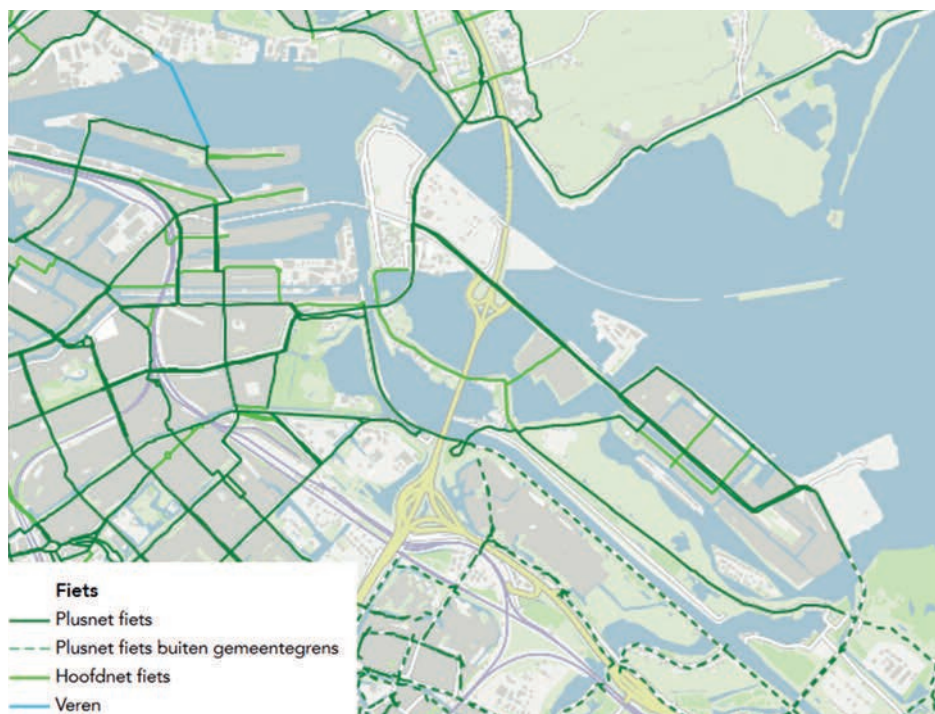 Fiets
Plusnet fiets
Plusnet fiets buiten gemeentegrens
Hoofdnet fiets
Veren